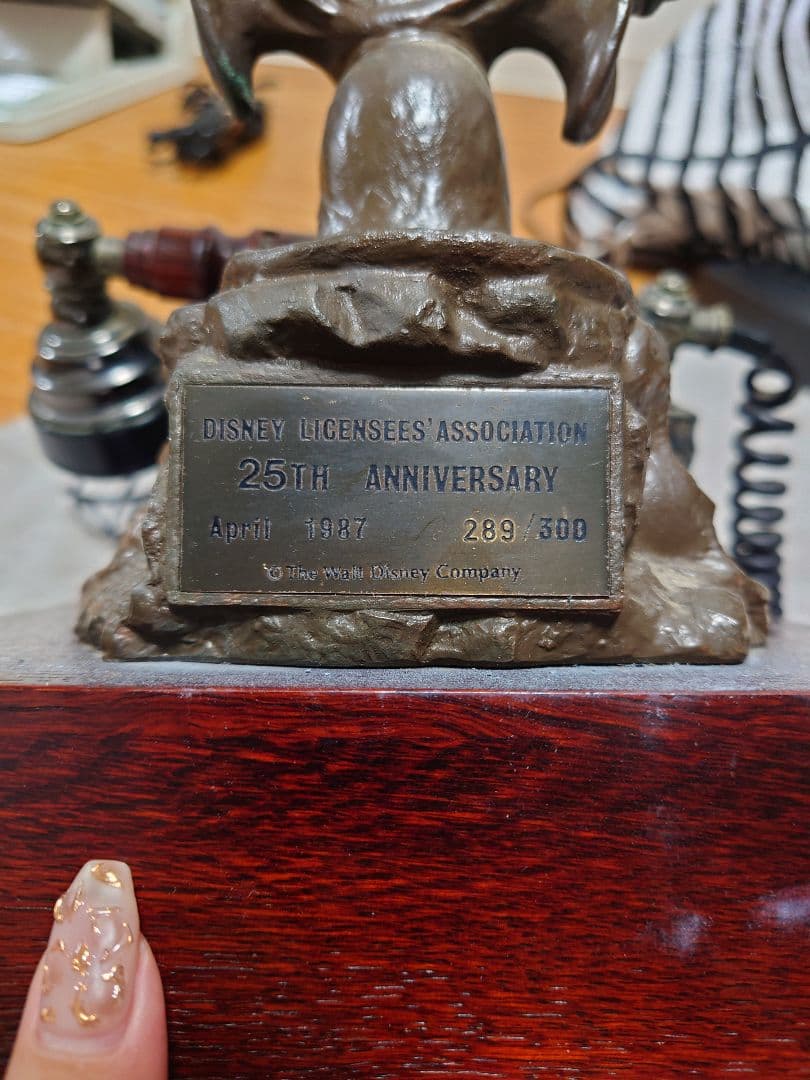 DISNEY LICENSEES' ASSOCIATION
25TH ANNIVERSARY
April 1987 289/300
© The Walt Disney Company